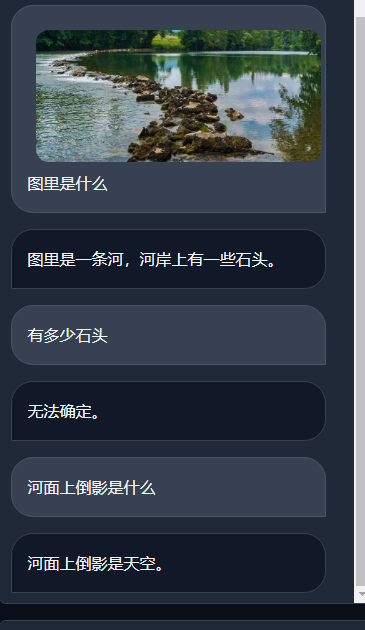 图里是什么
图里是一条河，河岸上有一些石头。
有多少石头
无法确定。
河面上倒影是什么
河面上倒影是天空。